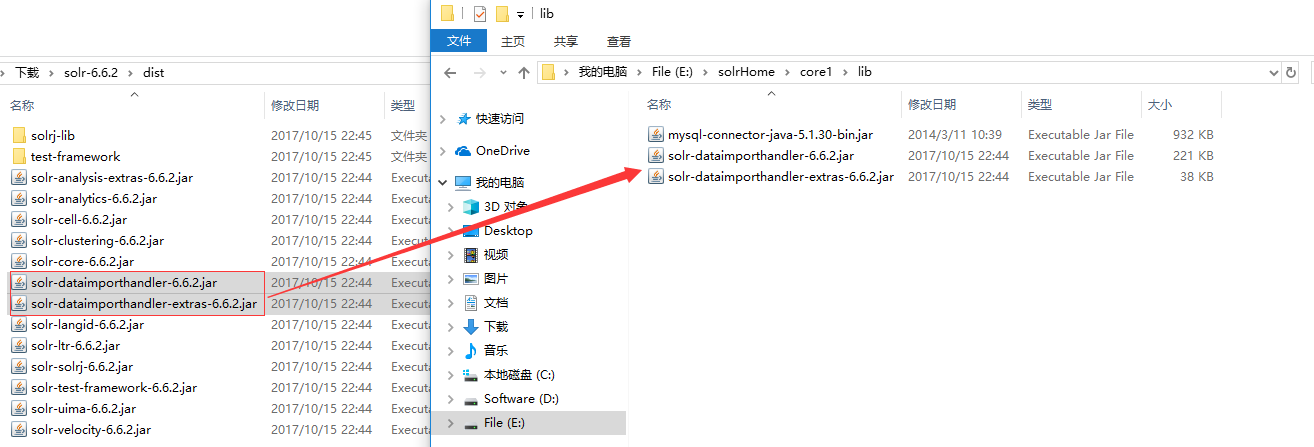 下载 › solr-6.6.2 › dist
名称 修改日期 类型
solrj-lib 2017/10/15 22:45 文件夹
test-framework 2017/10/15 22:45 文件夹
solr-analysis-extras-6.6.2.jar 2017/10/15 22:44 Execut
solr-analytics-6.6.2.jar 2017/10/15 22:44 Execut
solr-cell-6.6.2.jar 2017/10/15 22:44 Execut
solr-clustering-6.6.2.jar 2017/10/15 22:44 Execut
solr-core-6.6.2.jar 2017/10/15 22:44 Execut
solr-dataimporthandler-6.6.2.jar 2017/10/15 22:44 Execut
solr-dataimporthandler-extras-6.6.2.jar 2017/10/15 22:44 Execut
solr-langid-6.6.2.jar 2017/10/15 22:44 Execut
solr-ltr-6.6.2.jar 2017/10/15 22:44 Execut
solr-solrj-6.6.2.jar 2017/10/15 22:44 Execut
solr-test-framework-6.6.2.jar 2017/10/15 22:44 Execut
solr-uima-6.6.2.jar 2017/10/15 22:44 Execut
solr-velocity-6.6.2.jar 2017/10/15 22:44 Execut
lib
文件 主页 共享 查看
我的电脑 › File (E:) › solrHome › core1 › lib
快速访问
OneDrive
我的电脑
3D 对象
Desktop
视频
图片
文档
下载
音乐
本地磁盘 (C:)
Software (D:)
File (E:)
名称 修改日期 类型 大小
mysql-connector-java-5.1.30-bin.jar 2014/3/11 10:39 Executable Jar File 932 KB
solr-dataimporthandler-6.6.2.jar 2017/10/15 22:44 Executable Jar File 221 KB
solr-dataimporthandler-extras-6.6.2.jar 2017/10/15 22:44 Executable Jar File 38 KB